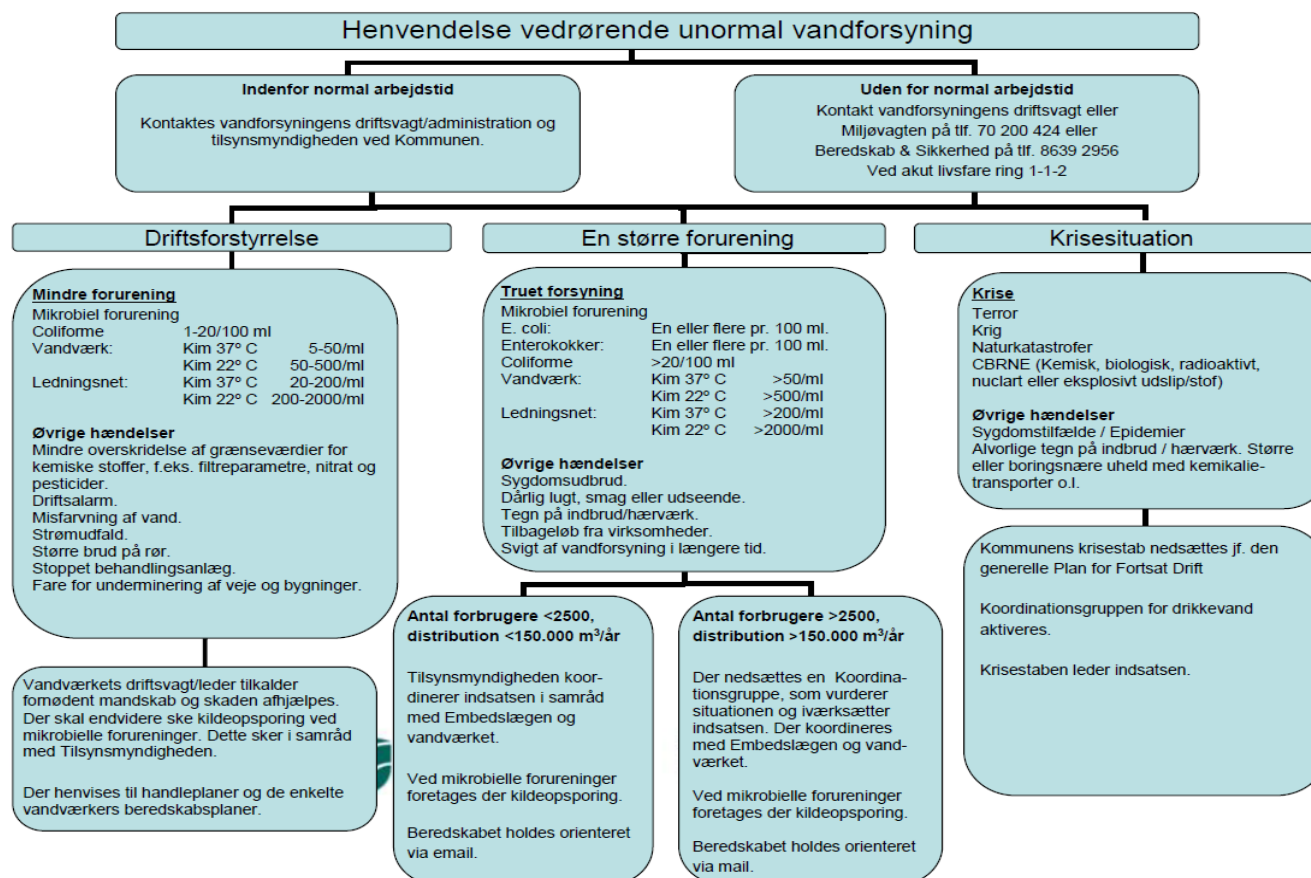 Henvendelse vedrørende unormal vandforsyning
Indenfor normal arbejdstid
Kontaktes vandforsyningens driftsvagt/administration og
tilsynsmyndigheden ved Kommunen.
Uden for normal arbejdstid
Kontakt vandforsyningens driftsvagt eller
Miljøvagten på tlf. 70 200 424 eller
Beredskab & Sikkerhed på tlf. 8639 2956
Ved akut livsfare ring 1-1-2
Driftsforstyrrelse
Mindre forurening
Mikrobiel forurening
Coliforme 1-20/100 ml
Vandværk: Kim 37º C 5-50/ml
Kim 22º C 50-500/ml
Ledningsnet: Kim 37º C 20-200/ml
Kim 22º C 200-2000/ml
Øvrige hændelser
Mindre overskridelse af grænseværdier for
kemiske stoffer, f.eks. filtreparametre, nitrat og
pesticider.
Driftsalarm.
Misfarvning af vand.
Strømudfald.
Større brud på rør.
Stoppet behandlingsanlæg.
Fare for underminering af veje og bygninger.
Vandværkets driftsvagt/leder tilkalder
fornødent mandskab og skaden afhjælpes.
Der skal endvidere ske kildeopsporing ved
mikrobielle forureninger. Dette sker i samråd
med Tilsynsmyndigheden.
Der henvises til handleplaner og de enkelte
vandværkers beredskabsplaner.
En større forurening
Truet forsyning
Mikrobiel forurening
E. coli: En eller flere pr. 100 ml.
Enterokokker: En eller flere pr. 100 ml.
Coliforme >20/100 ml
Vandværk: Kim 37º C >50/ml
Kim 22º C >500/ml
Ledningsnet: Kim 37º C >200/ml
Kim 22º C >2000/ml
Øvrige hændelser
Sygdomsudbrud.
Dårlig lugt, smag eller udseende.
Tegn på indbrud/hærværk.
Tilbageløb fra virksomheder.
Svigt af vandforsyning i længere tid.
Antal forbrugere <2500,
distribution <150.000 m³/år
Tilsynsmyndigheden koor-
dinerer indsatsen i samråd
med Embedslægen og
vandværket.
Ved mikrobielle forureninger
foretages der kildeopsporing.
Beredskabet holdes orienteret
via email.
Antal forbrugere >2500,
distribution >150.000 m³/år
Der nedsættes en Koordina-
tionsgruppe, som vurderer
situationen og iværksætter
indsatsen. Der koordineres
med Embedslægen og vand-
værket.
Ved mikrobielle forureninger
foretages der kildeopsporing.
Beredskabet holdes orienteret
via mail.
Krisesituation
Krise
Terror
Krig
Naturkatastrofer
CBRNE (Kemisk, biologisk, radioaktivt,
nuclart eller eksplosivt udslip/stof)
Øvrige hændelser
Sygdomstilfælde / Epidemier
Alvorlige tegn på indbrud / hærværk. Større
eller boringsnære uheld med kemikalie-
transporter o.l.
Kommunens krisestab nedsættes jf. den
generelle Plan for Fortsat Drift
Koordinationsgruppen for drikkevand
aktiveres.
Krisestaben leder indsatsen.